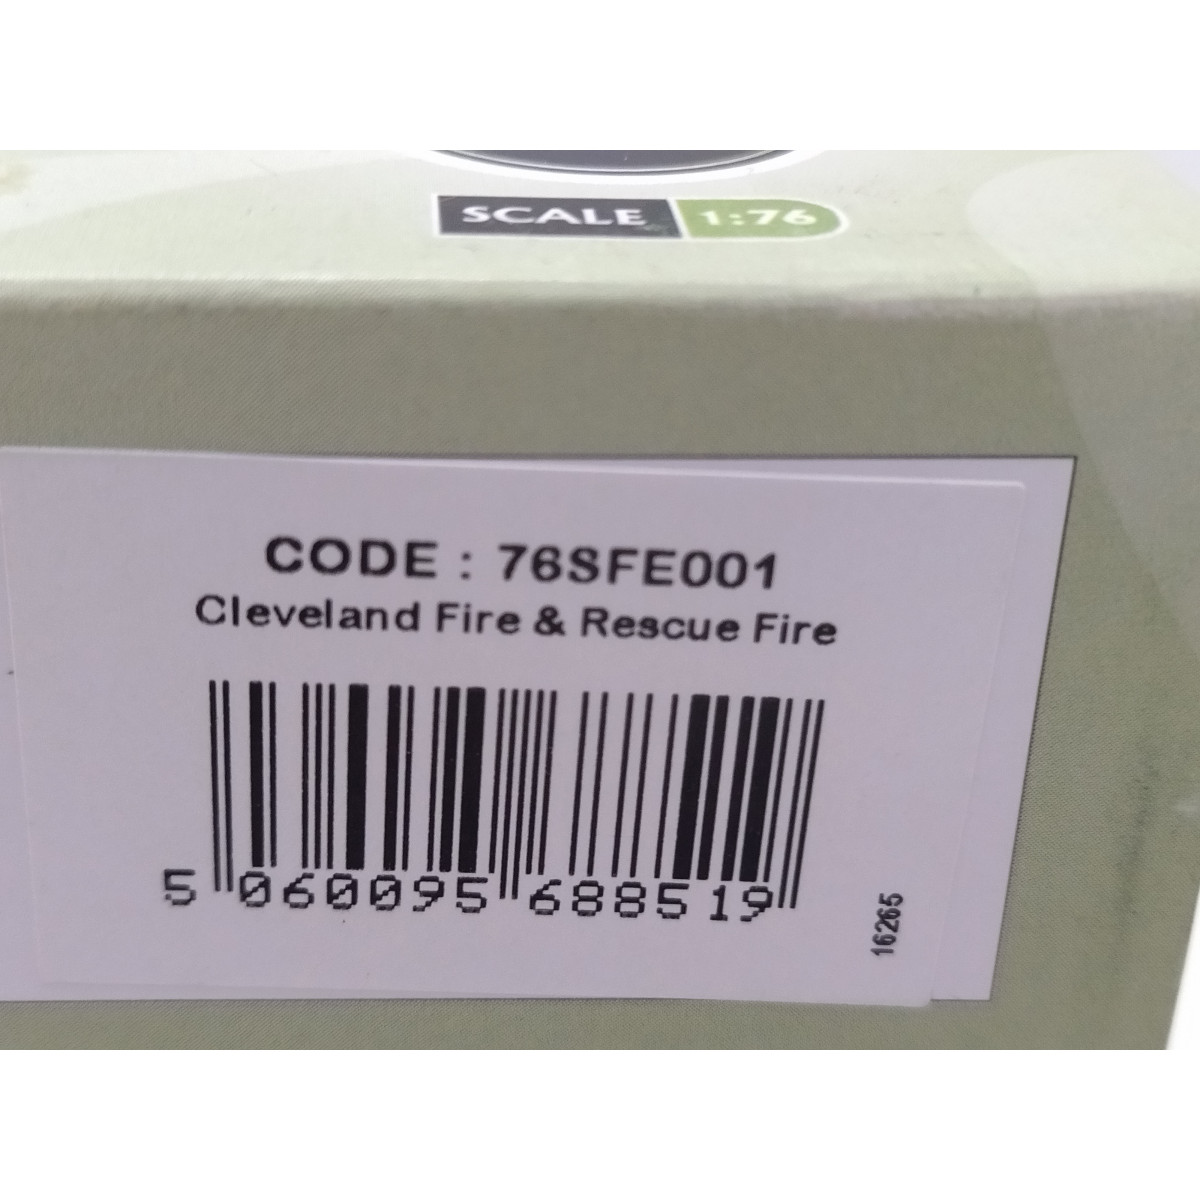 SCALE 1:76
CODE : 76SFE001
Cleveland Fire & Rescue Fire
5 060095 688519
16265